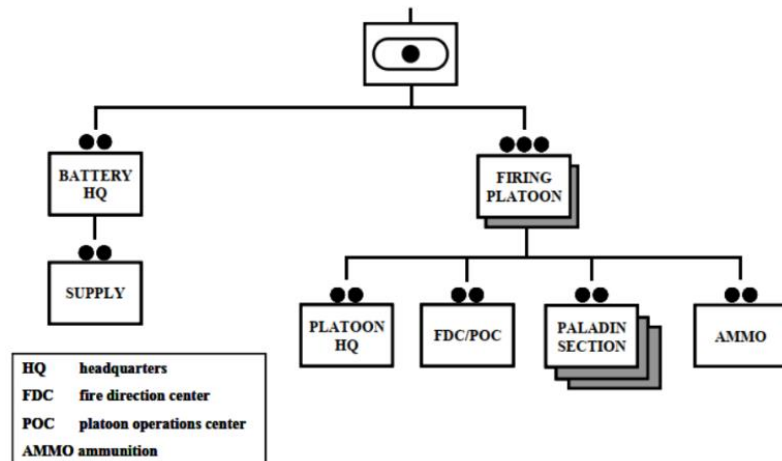 BATTERY
HQ
FIRING
PLATOON
SUPPLY
PLATOON
HQ
FDC/POC
PALADIN
SECTION
AMMO
HQ headquarters
FDC fire direction center
POC platoon operations center
AMMO ammunition